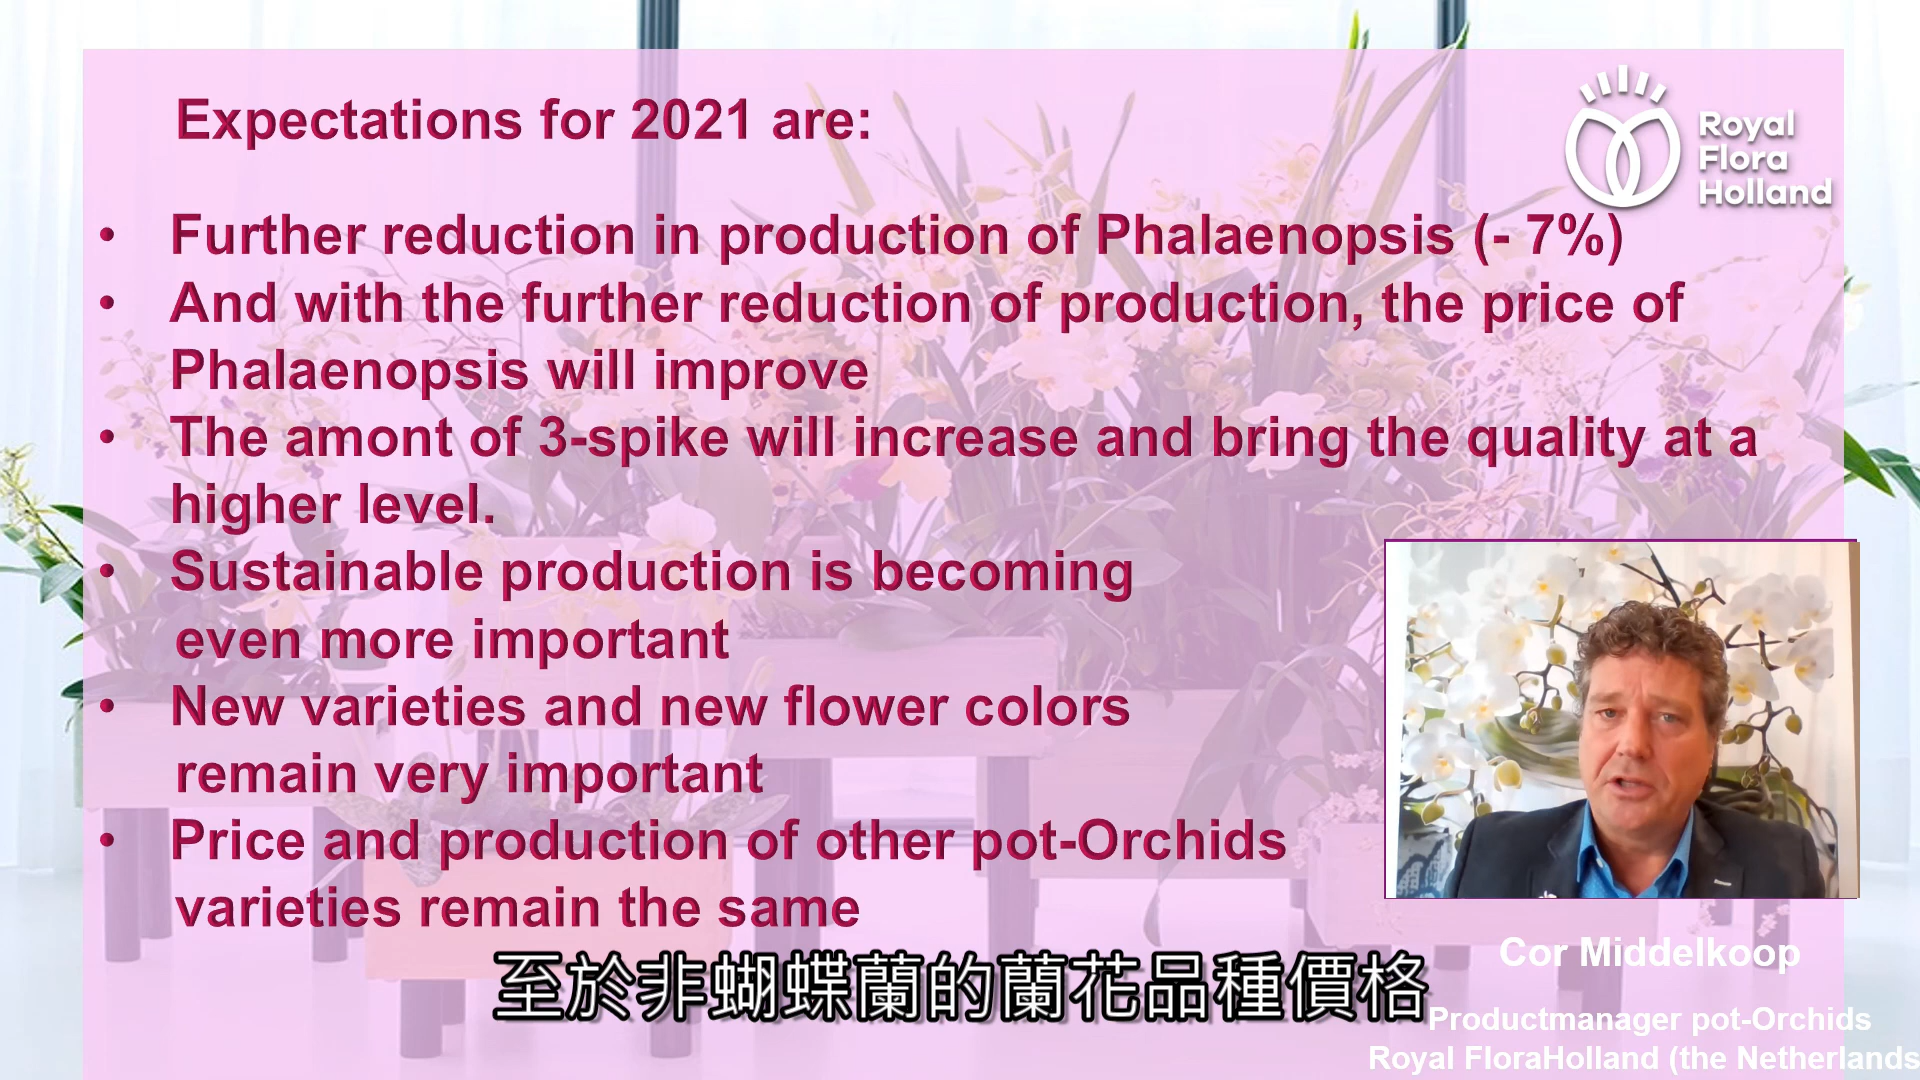 Expectations for 2021 are:
Royal
Flora
Holland
• Further reduction in production of Phalaenopsis (- 7%)
• And with the further reduction of production, the price of
Phalaenopsis will improve
• The amont of 3-spike will increase and bring the quality at a
higher level.
• Sustainable production is becoming
even more important
• New varieties and new flower colors
remain very important
• Price and production of other pot-Orchids
varieties remain the same
Cor Middelkoop
至於非蝴蝶蘭的蘭花品種價格
Productmanager pot-Orchids
Royal FloraHolland (the Netherlands